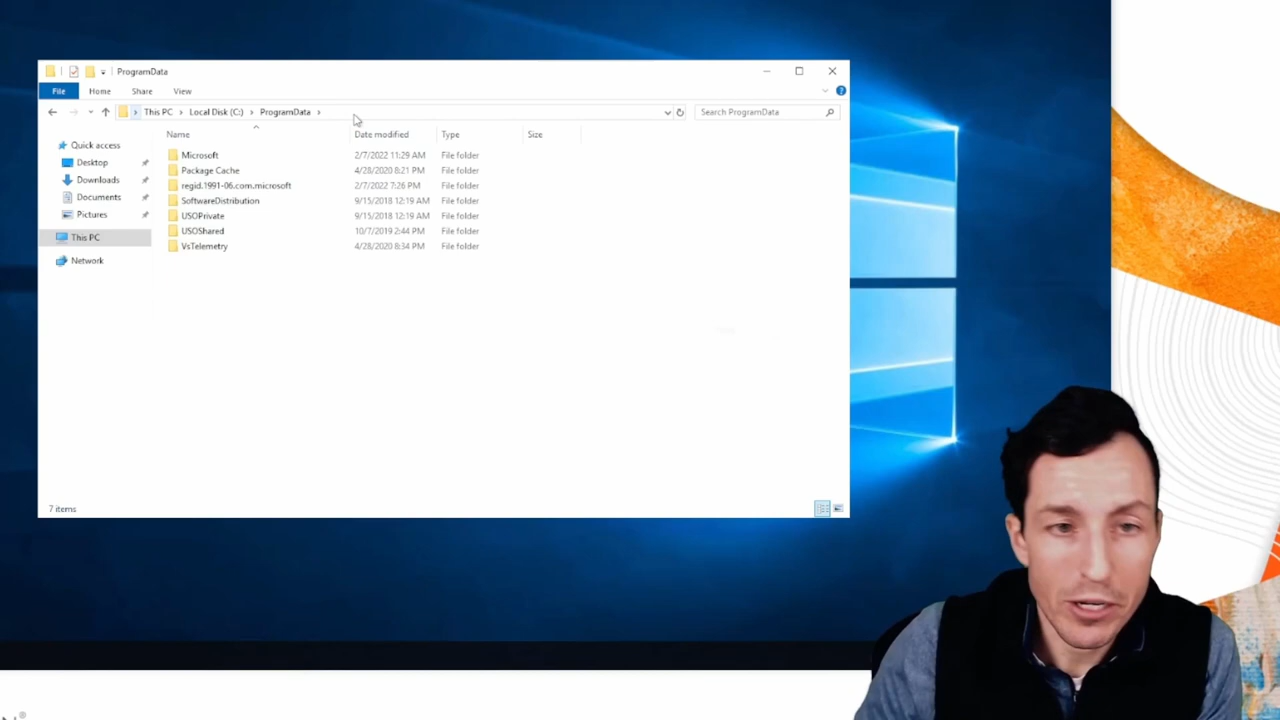 ProgramData
File Home Share View
This PC Local Disk (C:) ProgramData Search ProgramData
Name Date modified Type Size
Quick access
Desktop
Downloads
Documents
Pictures
This PC
Network
Microsoft 2/7/2022 11:29 AM File folder
Package Cache 4/28/2020 8:21 PM File folder
regid.1991-06.com.microsoft 2/7/2022 7:26 PM File folder
SoftwareDistribution 9/15/2018 12:19 AM File folder
USOPrivate 9/15/2018 12:19 AM File folder
USOShared 10/7/2019 2:44 PM File folder
VsTelemetry 4/28/2020 8:34 PM File folder
7 items